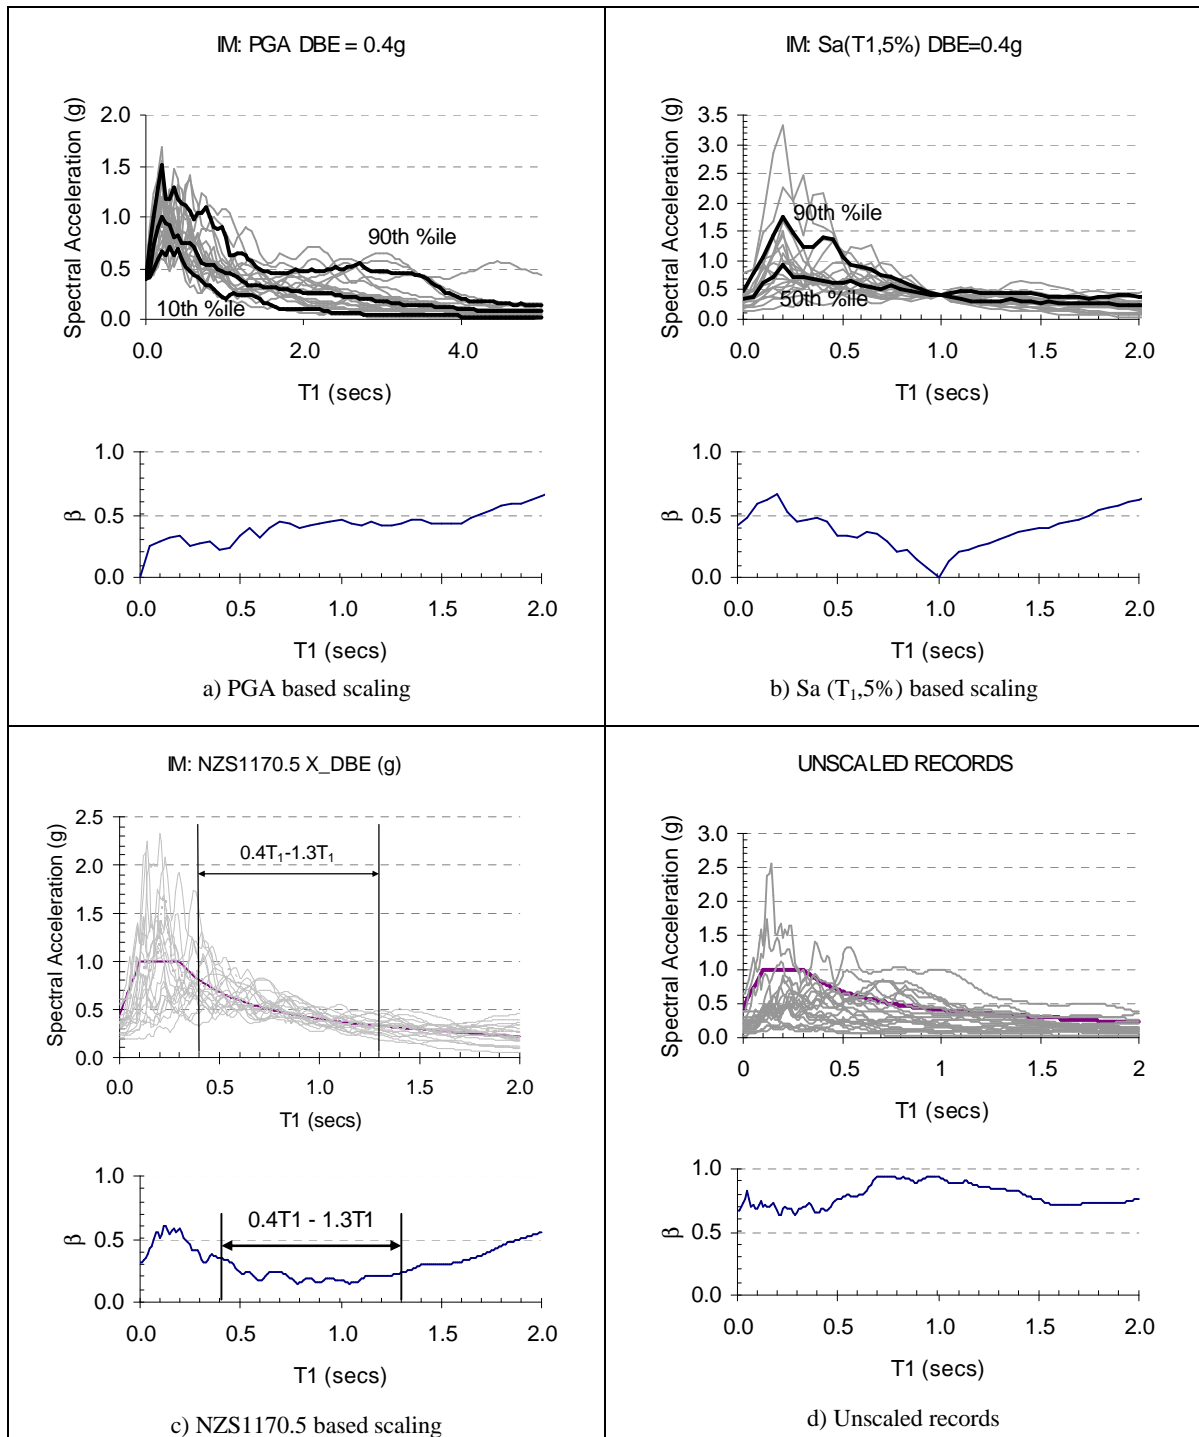 IM: PGA DBE = 0.4g
Spectral Acceleration (g)
2.0
1.5
1.0
0.5
0.0
90th %ile
10th %ile
0.0 2.0 4.0
T1 (secs)
β
1.0
0.5
0.0
0.0 0.5 1.0 1.5 2.0
T1 (secs)
a) PGA based scaling
IM: Sa(T1,5%) DBE=0.4g
Spectral Acceleration (g)
3.5
3.0
2.5
2.0
1.5
1.0
0.5
0.0
90th %ile
50th %ile
0.0 0.5 1.0 1.5 2.0
T1 (secs)
β
1.0
0.5
0.0
0.0 0.5 1.0 1.5 2.0
T1 (secs)
b) Sa (T₁,5%) based scaling
IM: NZS1170.5 X_DBE (g)
Spectral Acceleration (g)
2.5
2.0
1.5
1.0
0.5
0.0
0.4T₁-1.3T₁
0.0 0.5 1.0 1.5 2.0
T1 (secs)
β
1.0
0.5
0.0
0.4T1 - 1.3T1
0.0 0.5 1.0 1.5 2.0
T1 (secs)
c) NZS1170.5 based scaling
UNSCALED RECORDS
Spectral Acceleration (g)
3.0
2.5
2.0
1.5
1.0
0.5
0.0
0 0.5 1 1.5 2
T1 (secs)
β
1.0
0.5
0.0
0.0 0.5 1.0 1.5 2.0
T1 (secs)
d) Unscaled records